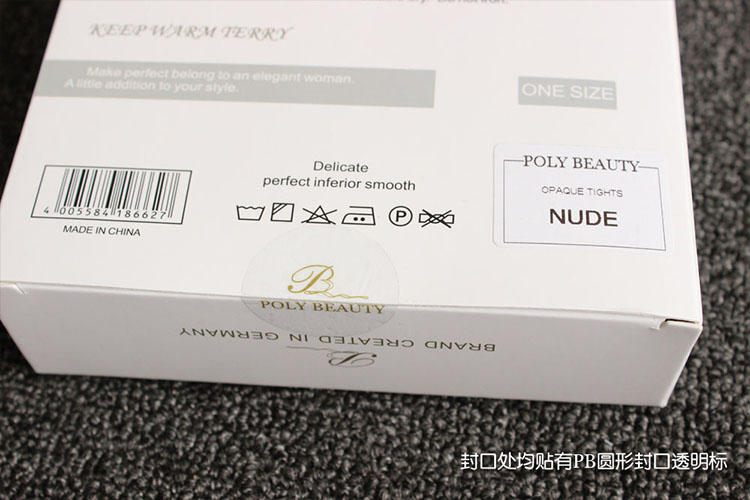 KEEP WARM TERRY
Make perfect belong to an elegant woman.
A little addition to your style.
ONE SIZE
Delicate
perfect inferior smooth
4 005584 186627
MADE IN CHINA
P
POLY BEAUTY
OPAQUE TIGHTS
NUDE
PB
POLY BEAUTY
BRAND CREATED IN GERMANY
PB
封口处均贴有PB圆形封口透明标